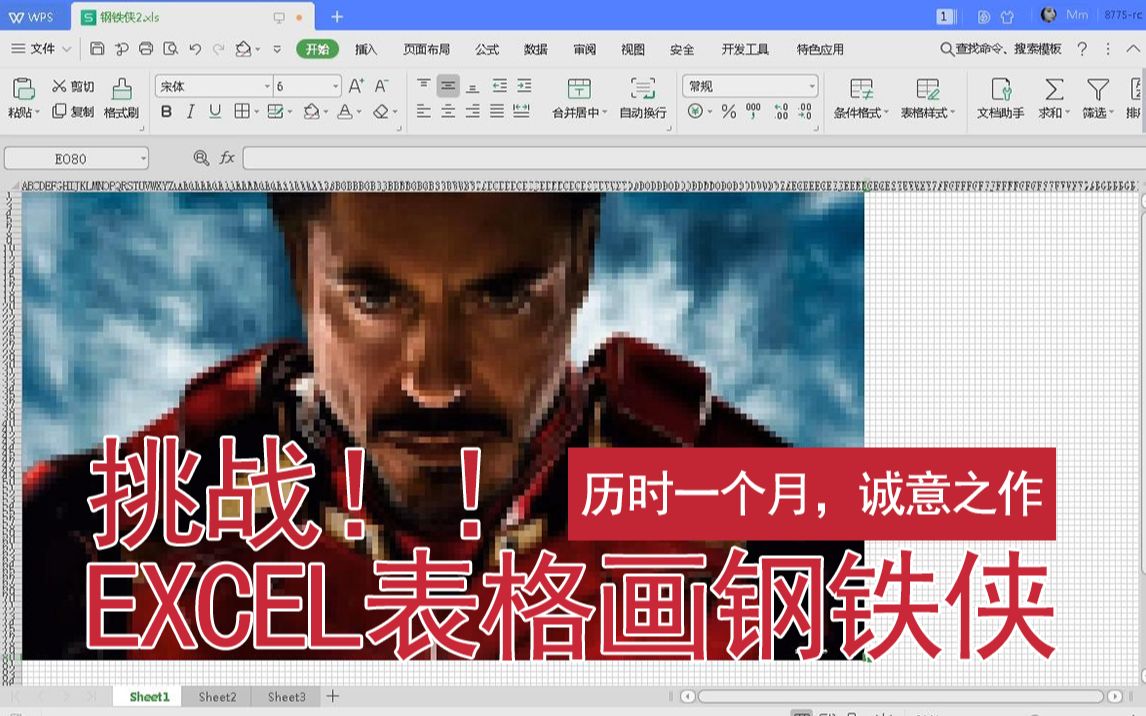 WPS
钢铁侠2.xls
1
Mm
8775-rc
文件
开始
插入
页面布局
公式
数据
审阅
视图
安全
开发工具
特色应用
查找命令、搜索模板
粘贴
剪切
复制
格式刷
宋体
6
合并居中
自动换行
常规
条件格式
表格样式
文档助手
求和
筛选
EO80
fx
挑战！！
历时一个月，诚意之作
EXCEL表格画钢铁侠
Sheet1
Sheet2
Sheet3